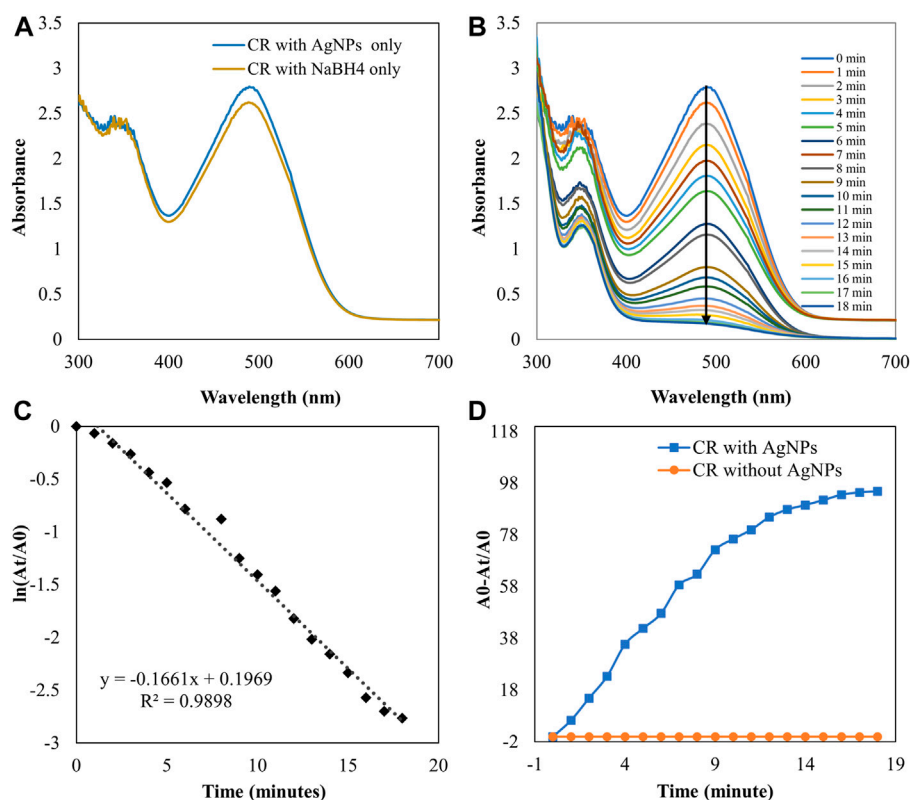 A
3.5
3
2.5
2
1.5
1
0.5
0
Absorbance
CR with AgNPs only
CR with NaBH4 only
300
400
500
600
700
Wavelength (nm)
B
3.5
3
2.5
2
1.5
1
0.5
0
Absorbance
0 min
1 min
2 min
3 min
4 min
5 min
6 min
7 min
8 min
9 min
10 min
11 min
12 min
13 min
14 min
15 min
16 min
17 min
18 min
300
400
500
600
700
Wavelength (nm)
C
0
-0.5
-1
-1.5
-2
-2.5
-3
ln(At/A0)
y = -0.1661x + 0.1969
R² = 0.9898
0
5
10
15
20
Time (minutes)
D
118
98
78
58
38
18
-2
A0-At/A0
CR with AgNPs
CR without AgNPs
-1
4
9
14
19
Time (minute)